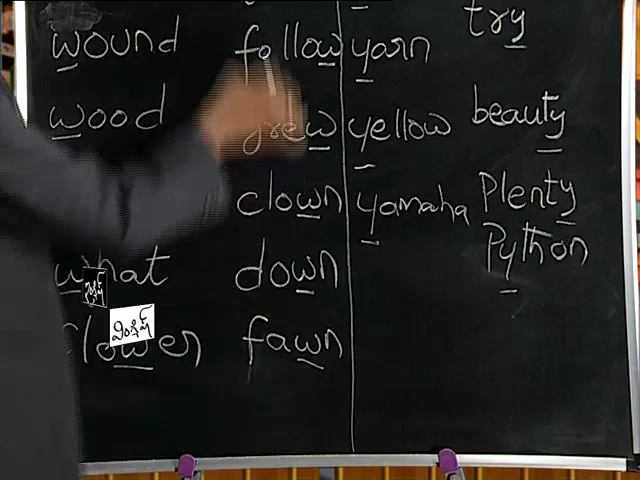 try
wound follow yarn
wood grew yellow beauty
clown yamaha Plenty
Python
what down
flower fawn